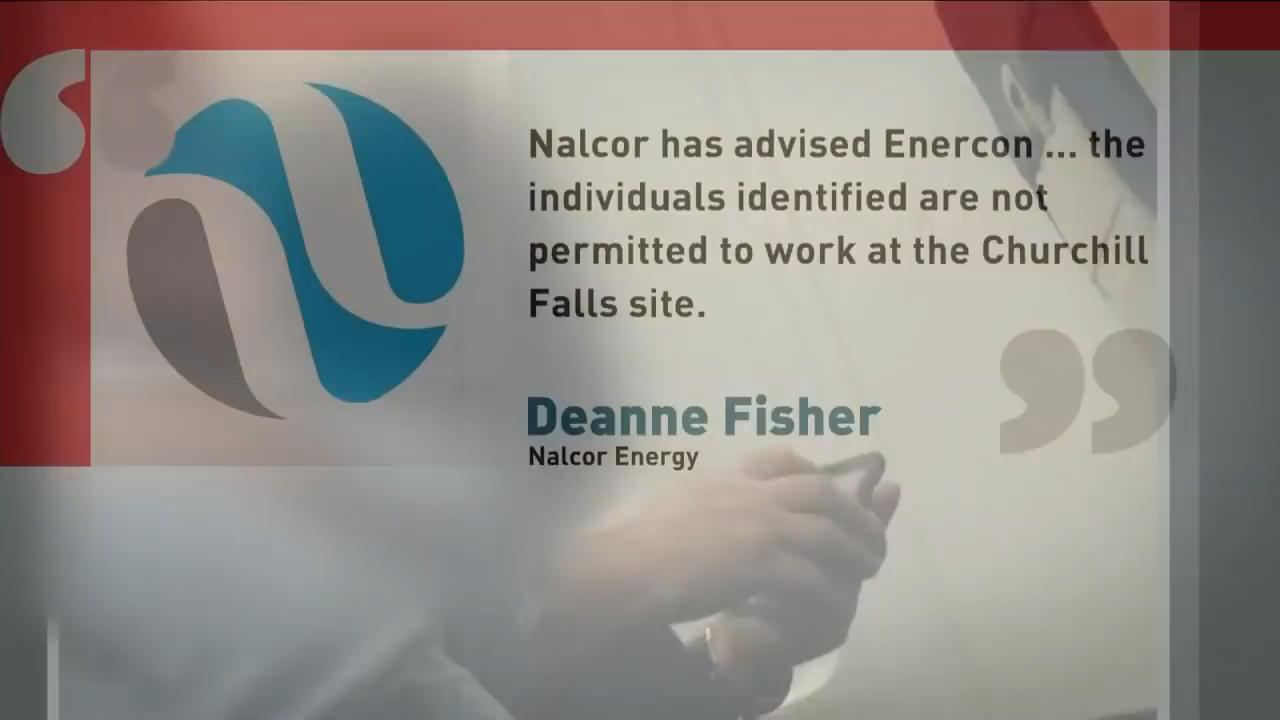 Nalcor has advised Enercon ... the
individuals identified are not
permitted to work at the Churchill
Falls site.
Deanne Fisher
Nalcor Energy